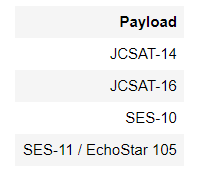 Payload
JCSAT-14
JCSAT-16
SES-10
SES-11 / EchoStar 105